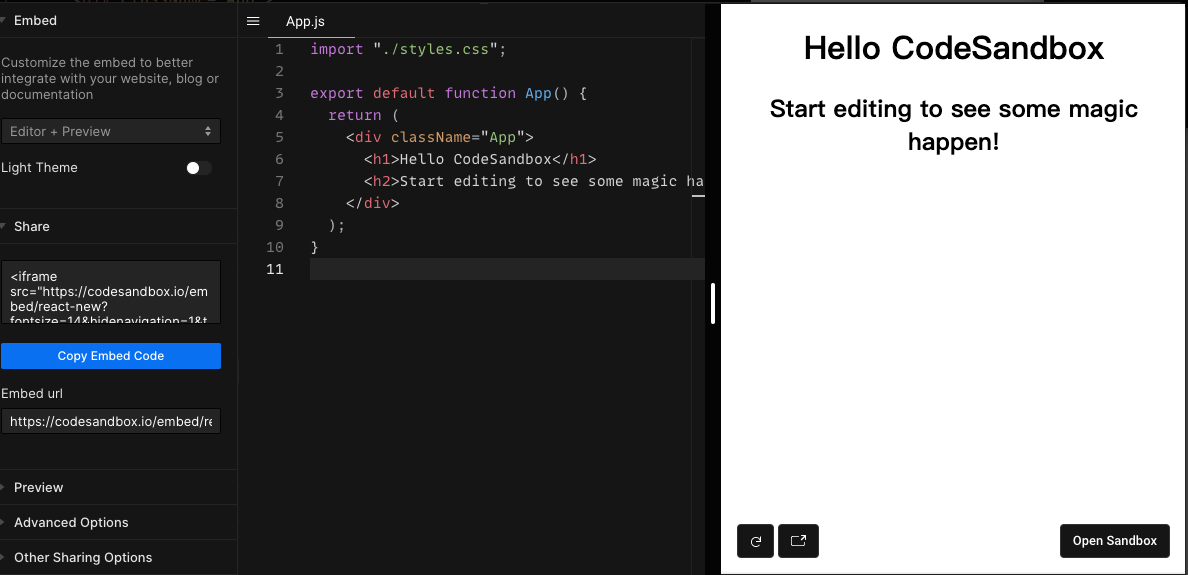 Embed
Customize the embed to better
integrate with your website, blog or
documentation
Editor + Preview
Light Theme
Share
<iframe
src="https://codesandbox.io/em
bed/react-new?
fontsize=14&hidenavigation=1&t
Copy Embed Code
Embed url
https://codesandbox.io/embed/re
Preview
Advanced Options
Other Sharing Options
App.js
1 import "./styles.css";
2
3 export default function App() {
4 return (
5 <div className="App">
6 <h1>Hello CodeSandbox</h1>
7 <h2>Start editing to see some magic ha
8 </div>
9 );
10 }
11
Hello CodeSandbox
Start editing to see some magic
happen!
Open Sandbox